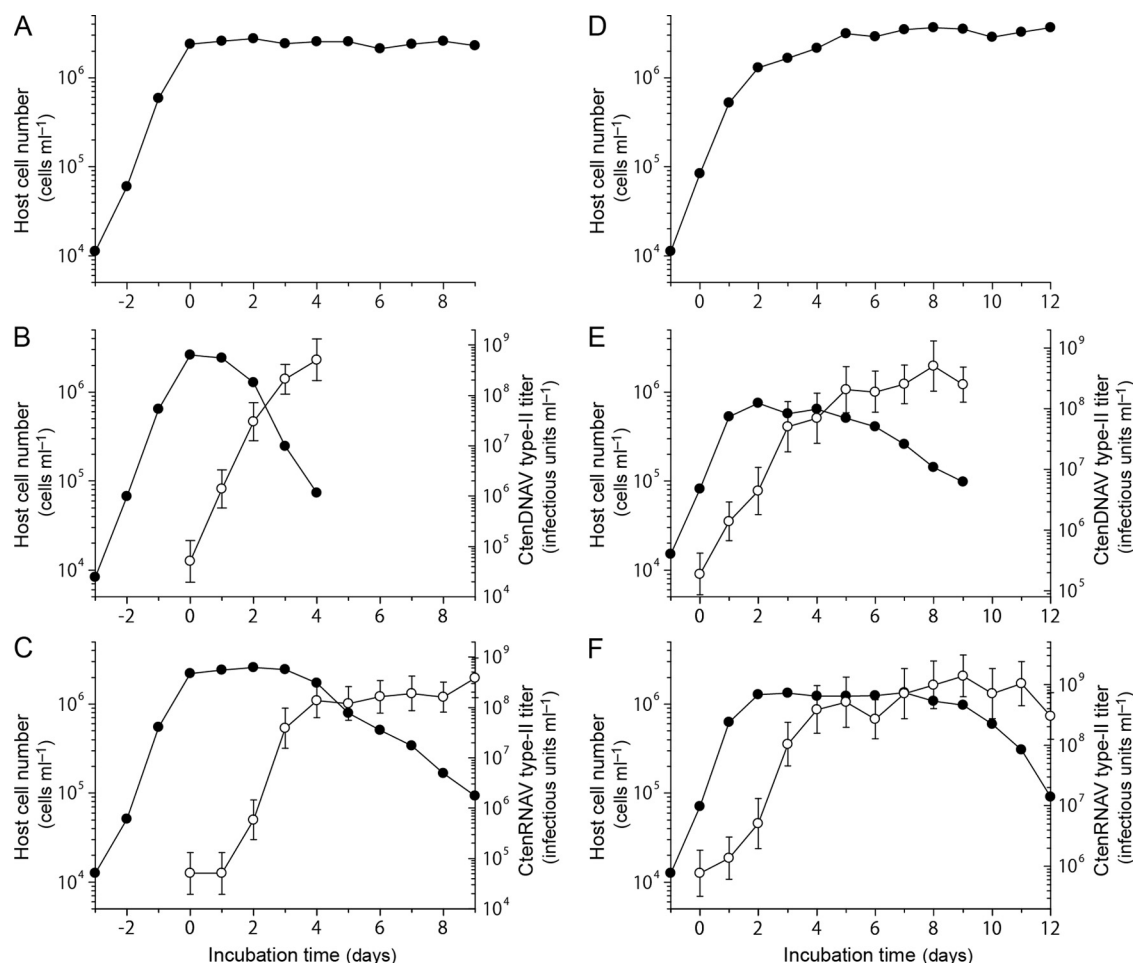 A
Host cell number
(cells ml⁻¹)
10⁶
10⁵
10⁴
-2 0 2 4 6 8
D
Host cell number
(cells ml⁻¹)
10⁶
10⁵
10⁴
0 2 4 6 8 10 12
B
Host cell number
(cells ml⁻¹)
10⁶
10⁵
10⁴
10⁹
10⁸
10⁷
10⁶
10⁵
10⁴
CtenDNAV type-II titer
(infectious units ml⁻¹)
-2 0 2 4 6 8
E
Host cell number
(cells ml⁻¹)
10⁶
10⁵
10⁴
10⁹
10⁸
10⁷
10⁶
10⁵
CtenDNAV type-II titer
(infectious units ml⁻¹)
0 2 4 6 8 10 12
C
Host cell number
(cells ml⁻¹)
10⁶
10⁵
10⁴
10⁹
10⁸
10⁷
10⁶
10⁵
10⁴
CtenRNAV type-II titer
(infectious units ml⁻¹)
-2 0 2 4 6 8
Incubation time (days)
F
Host cell number
(cells ml⁻¹)
10⁶
10⁵
10⁴
10⁹
10⁸
10⁷
10⁶
CtenRNAV type-II titer
(infectious units ml⁻¹)
0 2 4 6 8 10 12
Incubation time (days)